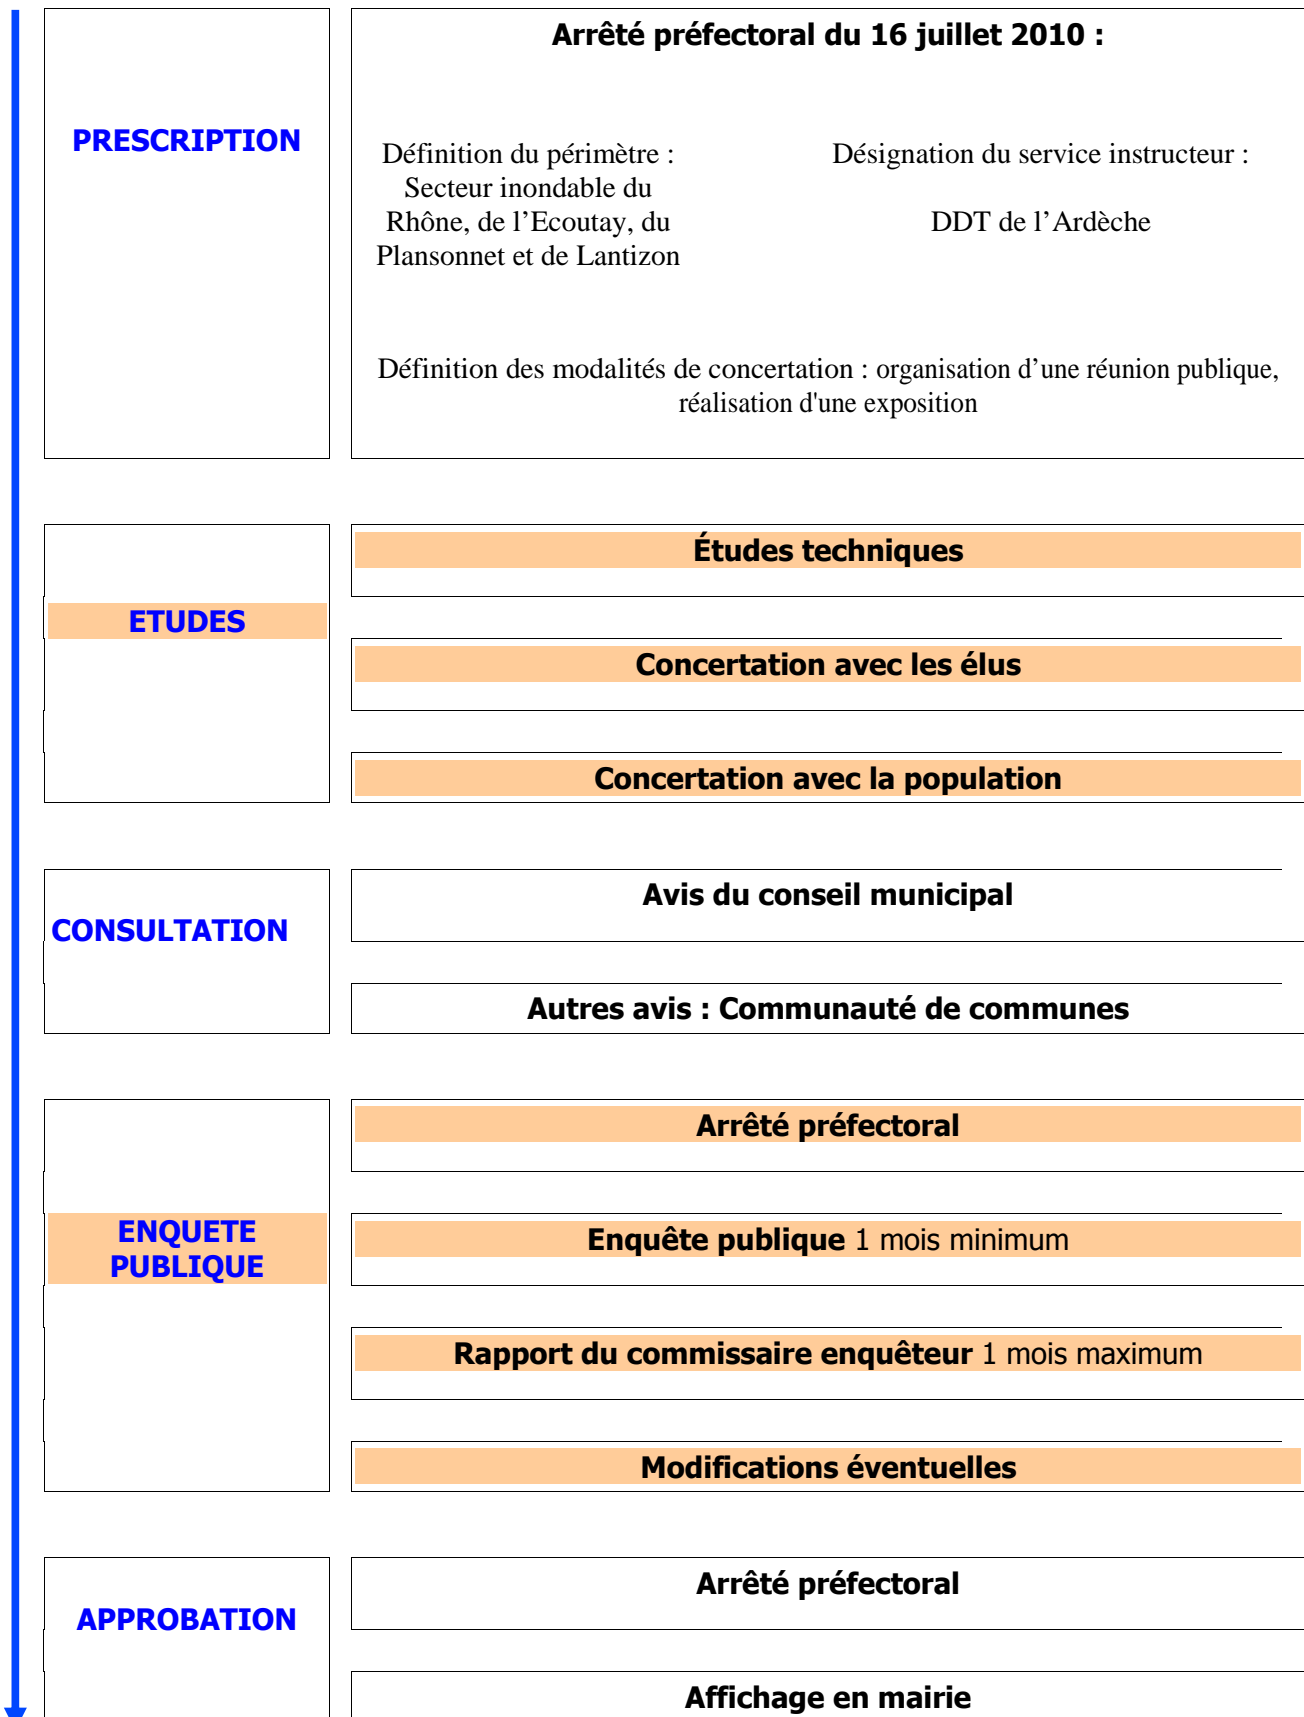 Arrêté préfectoral du 16 juillet 2010 :
PRESCRIPTION
Définition du périmètre :
Secteur inondable du
Rhône, de l’Ecoutay, du
Plansonnet et de Lantizon
Désignation du service instructeur :
DDT de l’Ardèche
Définition des modalités de concertation : organisation d’une réunion publique,
réalisation d'une exposition
ETUDES
Études techniques
Concertation avec les élus
Concertation avec la population
CONSULTATION
Avis du conseil municipal
Autres avis : Communauté de communes
ENQUETE
PUBLIQUE
Arrêté préfectoral
Enquête publique 1 mois minimum
Rapport du commissaire enquêteur 1 mois maximum
Modifications éventuelles
APPROBATION
Arrêté préfectoral
Affichage en mairie